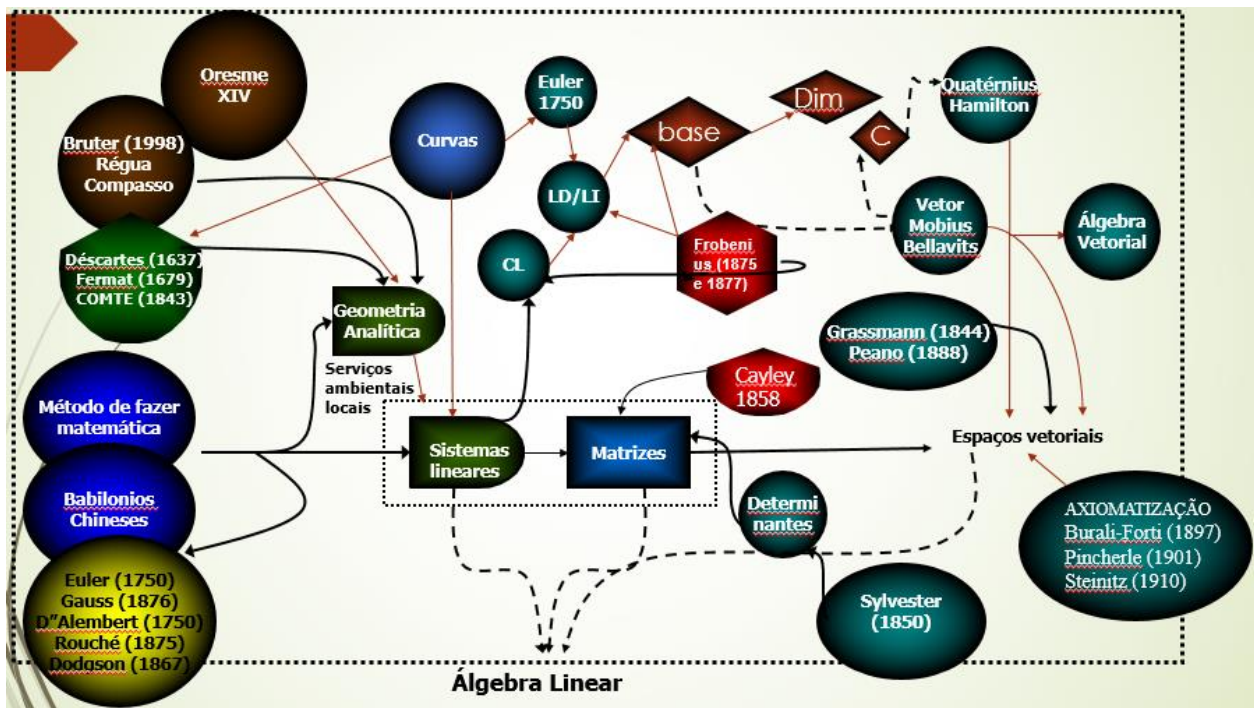 Oresme
XIV
Bruter (1998)
Régua
Compasso
Déscartes (1637)
Fermat (1679)
COMTE (1843)
Método de fazer
matemática
Babilonios
Chineses
Euler (1750)
Gauss (1876)
D"Alembert (1750)
Rouché (1875)
Dodgson (1867)
Curvas
Euler
1750
LD/LI
CL
base
Dim
C
Quatérnius
Hamilton
Vetor
Mobius
Bellavits
Álgebra
Vetorial
Frobeni
us (1875
e 1877)
Geometria
Analítica
Serviços
ambientais
locais
Grassmann (1844)
Peano (1888)
Cayley
1858
Sistemas
lineares
Matrizes
Espaços vetoriais
Determi
nantes
AXIOMATIZAÇÃO
Burali-Forti (1897)
Pincherle (1901)
Steinitz (1910)
Sylvester
(1850)
Álgebra Linear